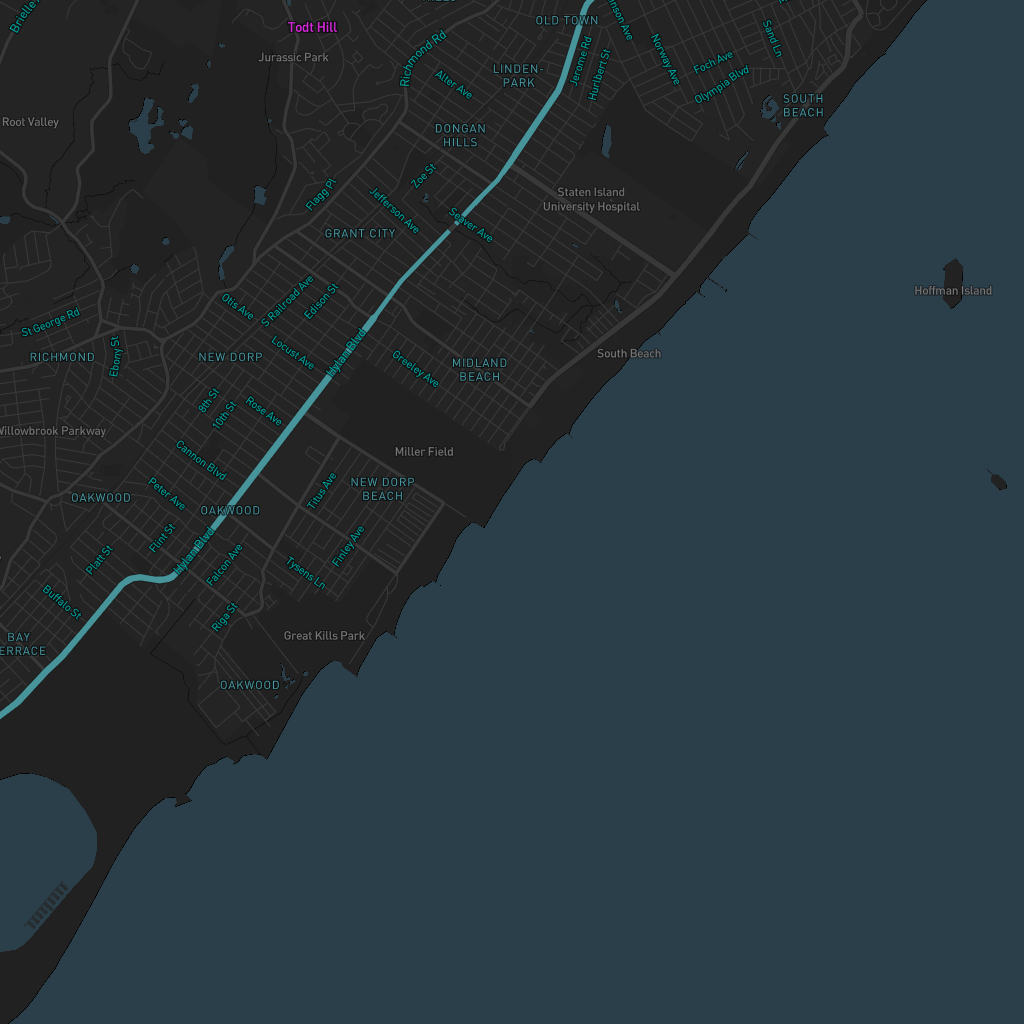 Brielle
Todt Hill
HILLS
OLD TOWN
Jurassic Park
Richmond Rd
Jerome Rd
Hurlbert St
Norway Ave
Sand Ln
Foch Ave
Olympia Blvd
Alter Ave
LINDEN-
PARK
SOUTH
BEACH
Root Valley
DONGAN
HILLS
Zoe St
Flagg Pl
Jefferson Ave
Seaver Ave
Staten Island
University Hospital
GRANT CITY
Hoffman Island
S Railroad Ave
Edison St
Otis Ave
St George Rd
Hylan Blvd
RICHMOND
Ebony St
NEW DORP
Locust Ave
Greeley Ave
MIDLAND
BEACH
South Beach
8th St
10th St
Rose Ave
Willowbrook Parkway
Miller Field
Cannon Blvd
Peter Ave
Titus Ave
NEW DORP
BEACH
OAKWOOD
OAKWOOD
Flint St
Hylan Blvd
Falcon Ave
Finley Ave
Platt St
Tysens Ln
Buffalo St
Riga St
BAY
TERRACE
Great Kills Park
OAKWOOD